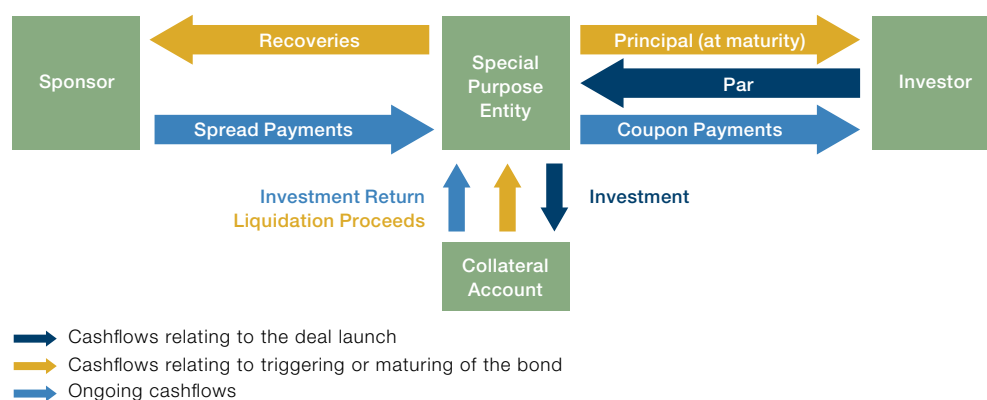 Sponsor
Recoveries
Spread Payments
Special
Purpose
Entity
Principal (at maturity)
Par
Coupon Payments
Investor
Investment Return
Liquidation Proceeds
Investment
Collateral
Account
Cashflows relating to the deal launch
Cashflows relating to triggering or maturing of the bond
Ongoing cashflows